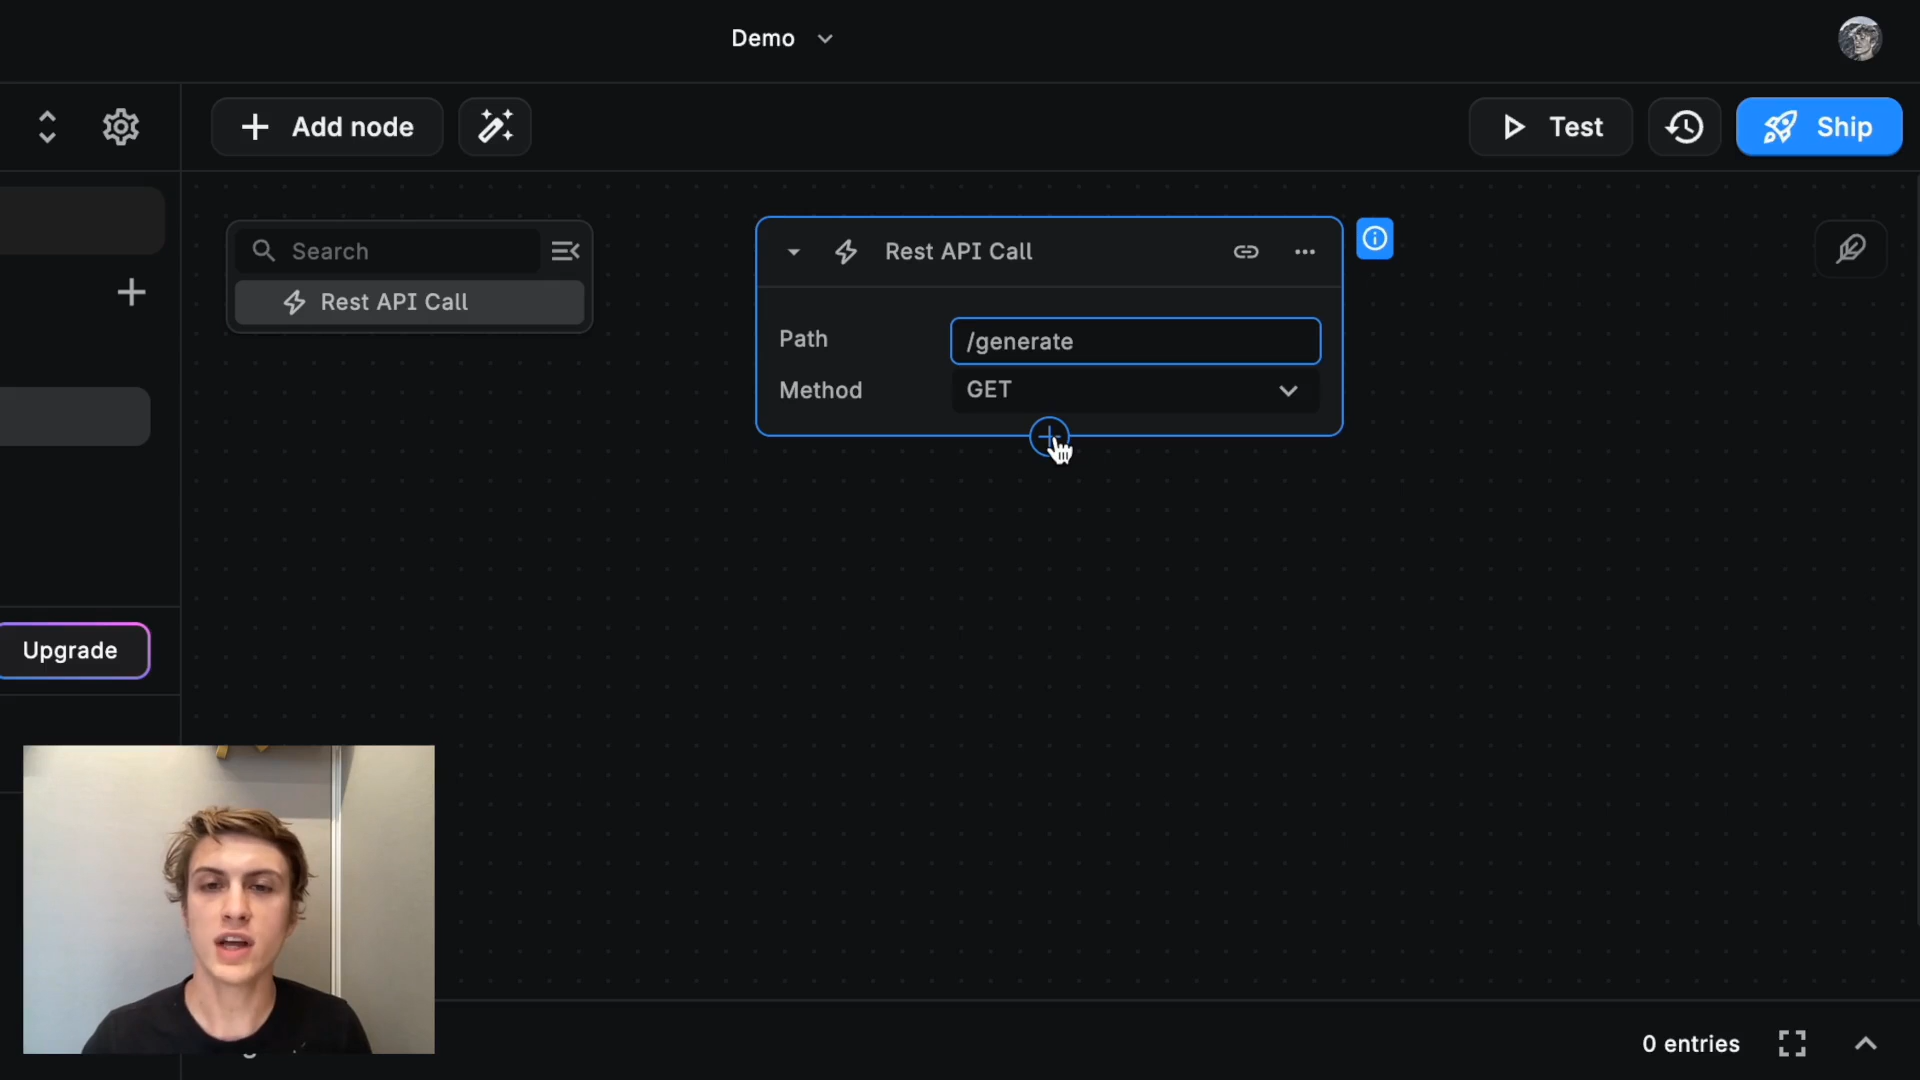 Demo
Add node
Test
Ship
Search
Rest API Call
Rest API Call
Path
/generate
Method
GET
Upgrade
0 entries